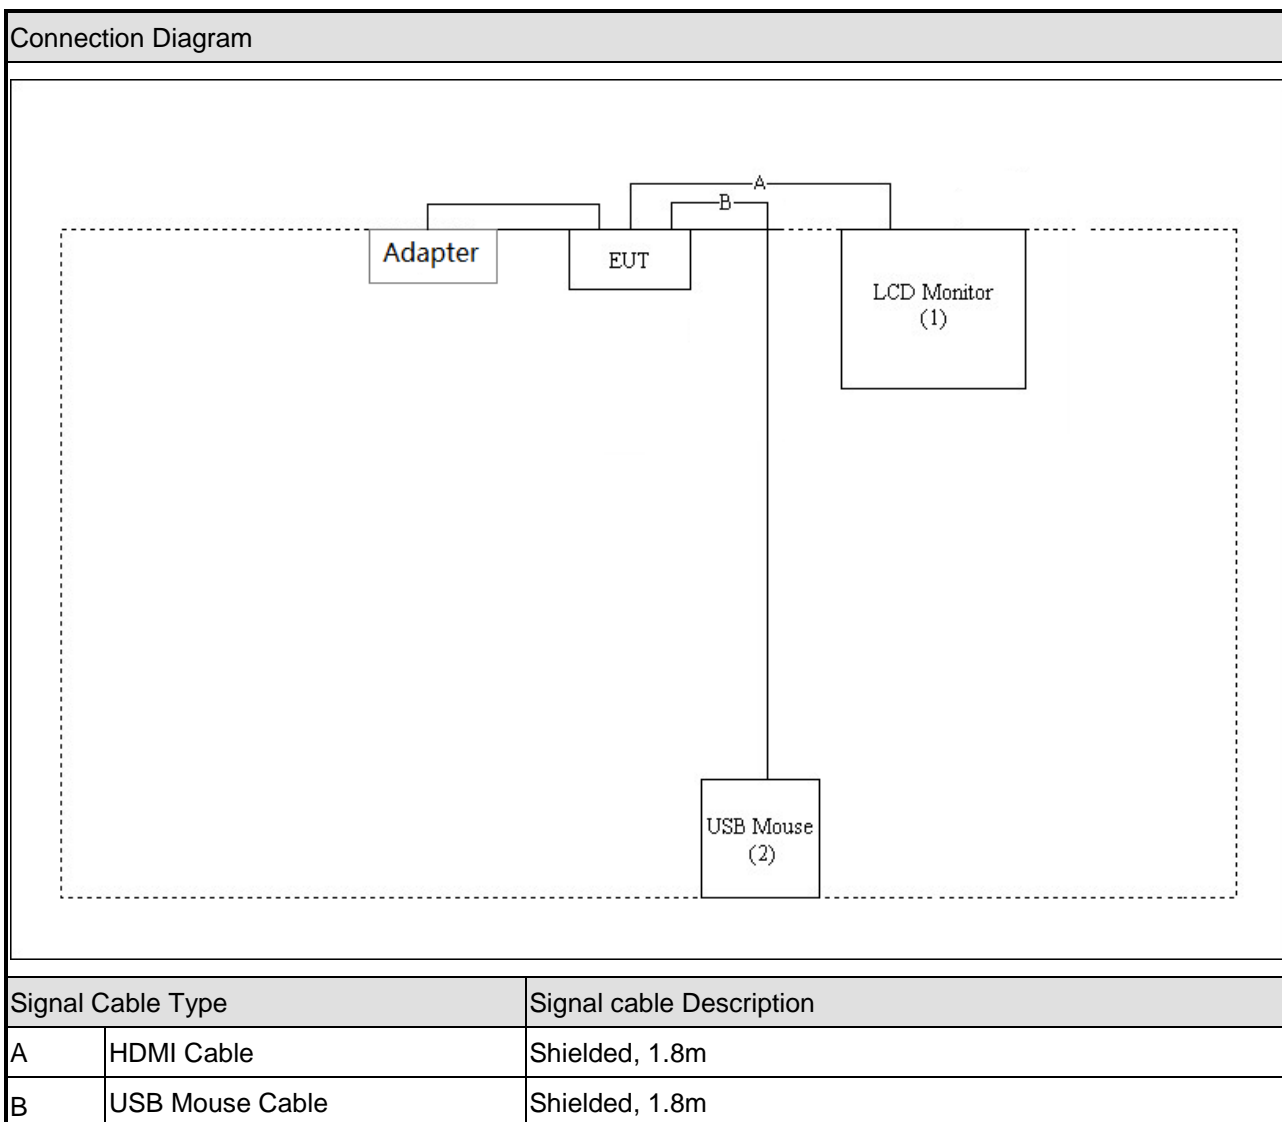 Connection Diagram
A
B
Adapter
EUT
LCD Monitor
(1)
USB Mouse
(2)
Signal Cable Type Signal cable Description
A HDMI Cable Shielded, 1.8m
B USB Mouse Cable Shielded, 1.8m